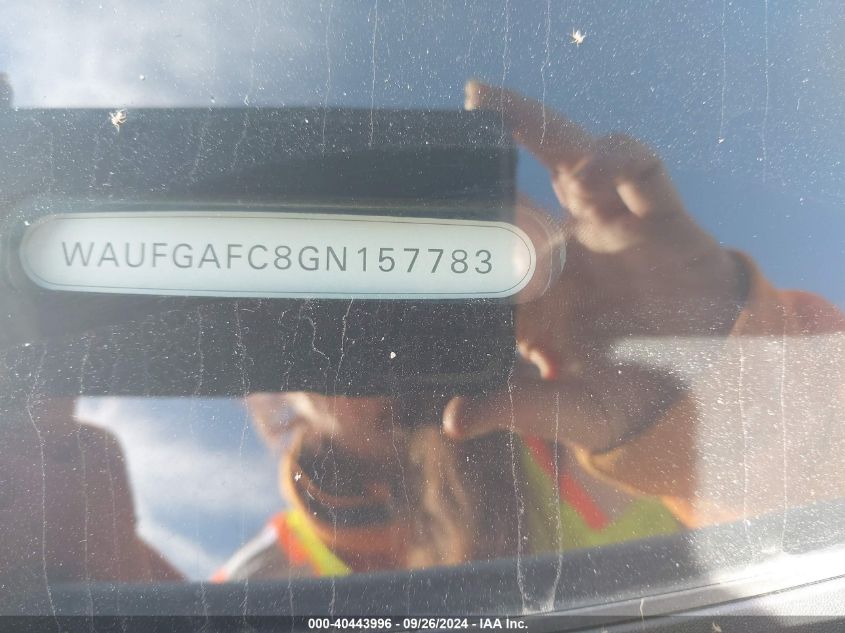 WAUFGAFC8GN157783
000-40443996 - 09/26/2024 - IAA Inc.